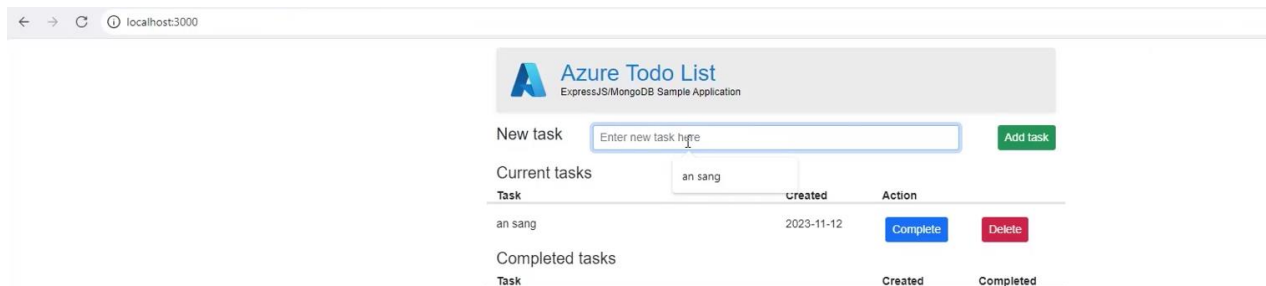 localhost:3000
Azure Todo List
ExpressJS/MongoDB Sample Application
New task Enter new task here Add task
an sang
Current tasks
Task Created Action
an sang 2023-11-12 Complete Delete
Completed tasks
Task Created Completed